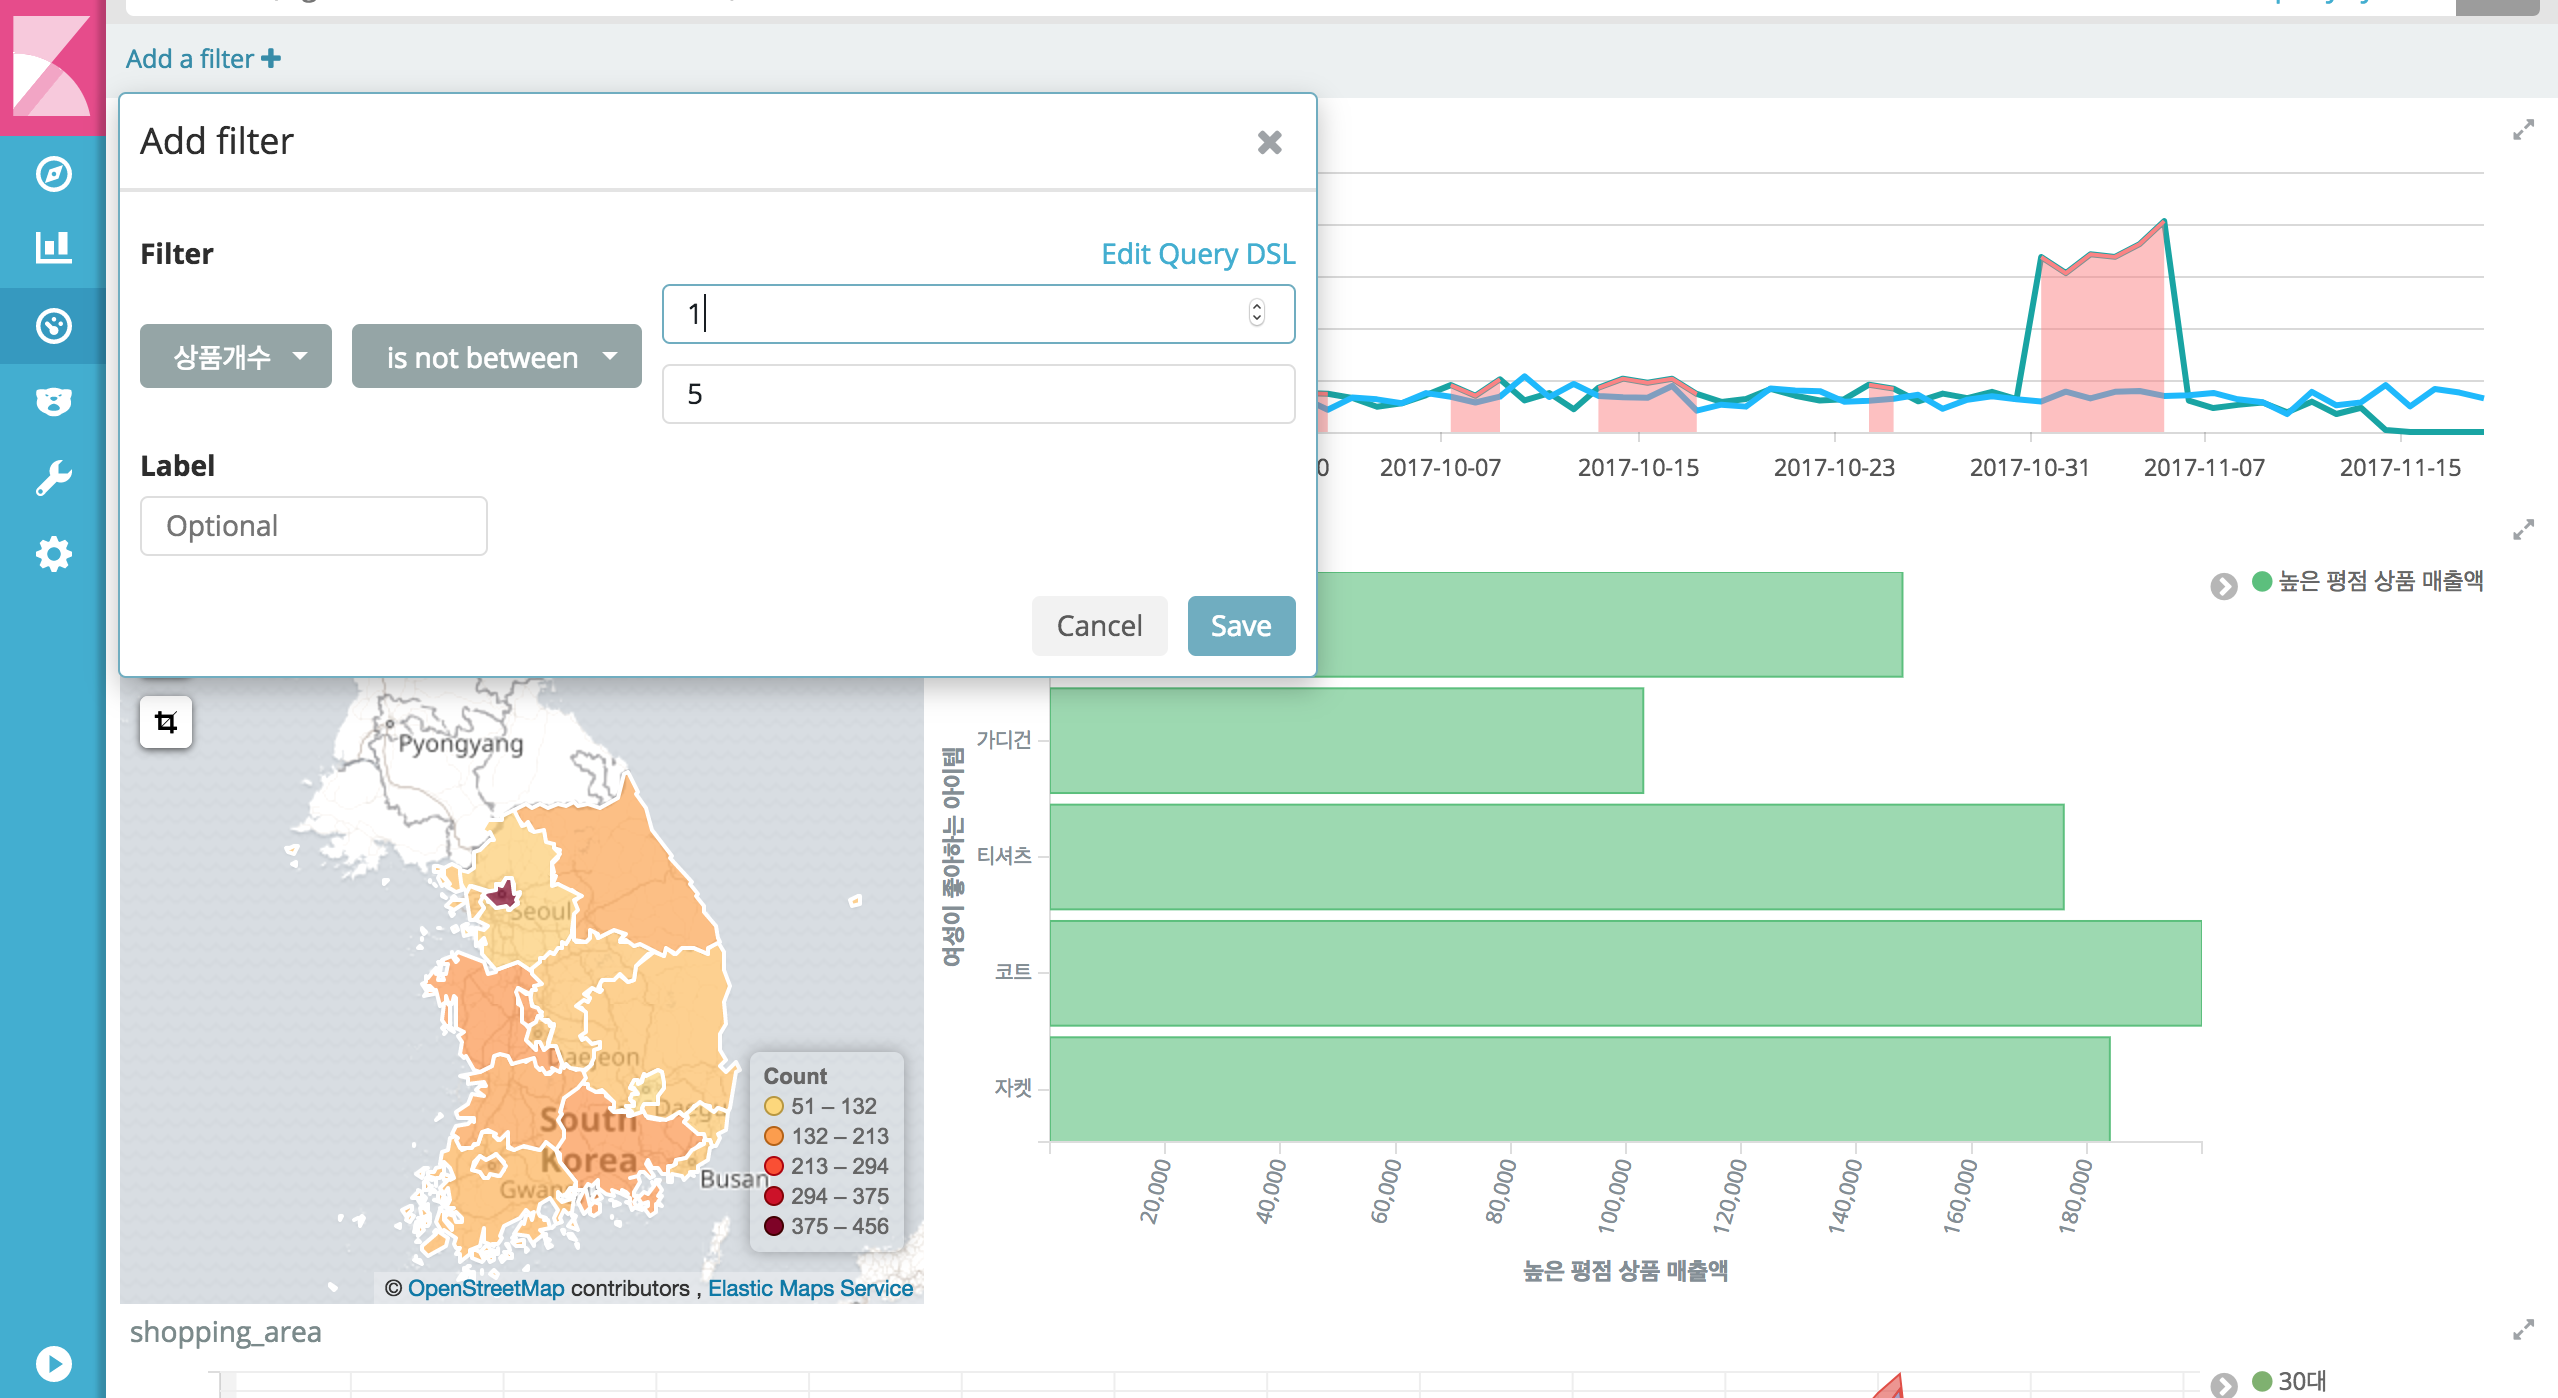 Add a filter
Add filter
Filter
Edit Query DSL
상품개수
is not between
1
5
Label
Optional
Cancel
Save
2017-10-07
2017-10-15
2017-10-23
2017-10-31
2017-11-07
2017-11-15
높은 평점 상품 매출액
Pyongyang
Seoul
Daejeon
Daegu
South
Korea
Busan
Count
51 – 132
132 – 213
213 – 294
294 – 375
375 – 456
© OpenStreetMap contributors , Elastic Maps Service
여성이 좋아하는 아이템
가디건
티셔츠
코트
자켓
20,000
40,000
60,000
80,000
100,000
120,000
140,000
160,000
180,000
높은 평점 상품 매출액
shopping_area
30대